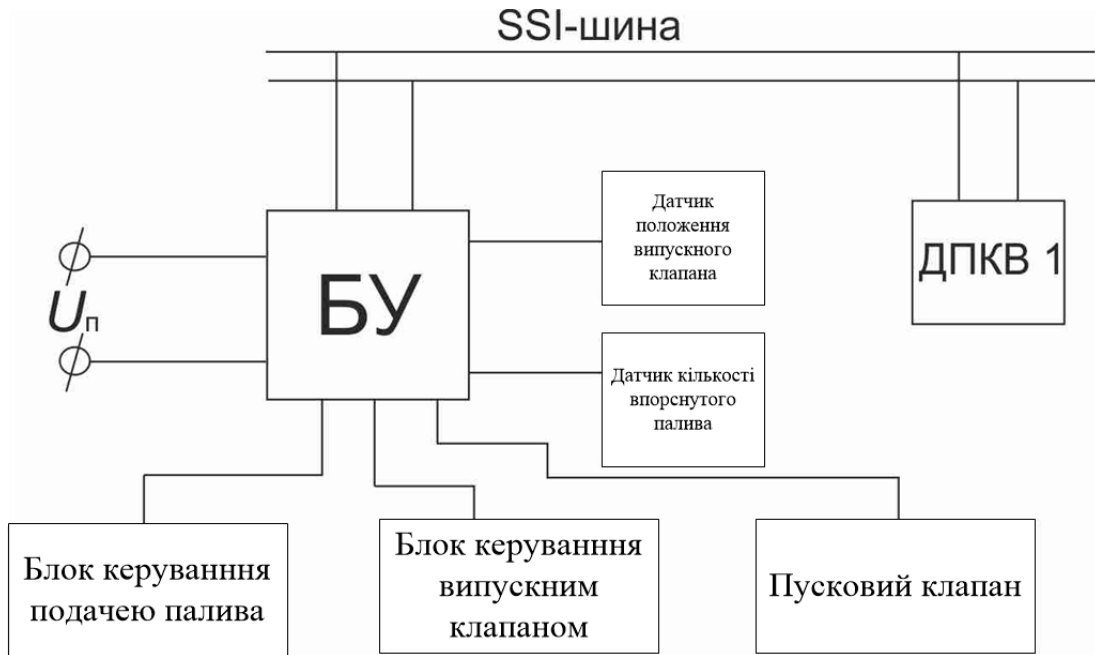 SSI-шина
Датчик
положення
випускного
клапана
ДПКВ 1
БУ
Uп
Датчик кількості
впорснутого
палива
Блок керуванння
подачею палива
Блок керуванння
випускним
клапаном
Пусковий клапан